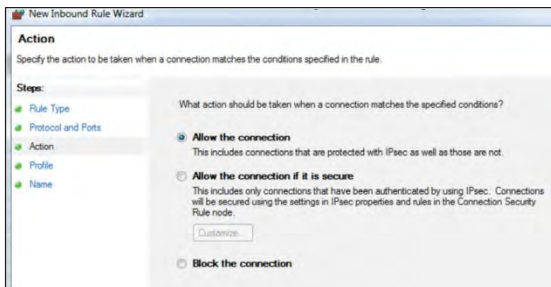 New Inbound Rule Wizard
Action
Specify the action to be taken when a connection matches the conditions specified in the rule.
Steps:
Rule Type
Protocol and Ports
Action
Profile
Name
What action should be taken when a connection matches the specified conditions?
Allow the connection
This includes connections that are protected with IPsec as well as those are not.
Allow the connection if it is secure
This includes only connections that have been authenticated by using IPsec. Connections
will be secured using the settings in IPsec properties and rules in the Connection Security
Rule node.
Customize...
Block the connection